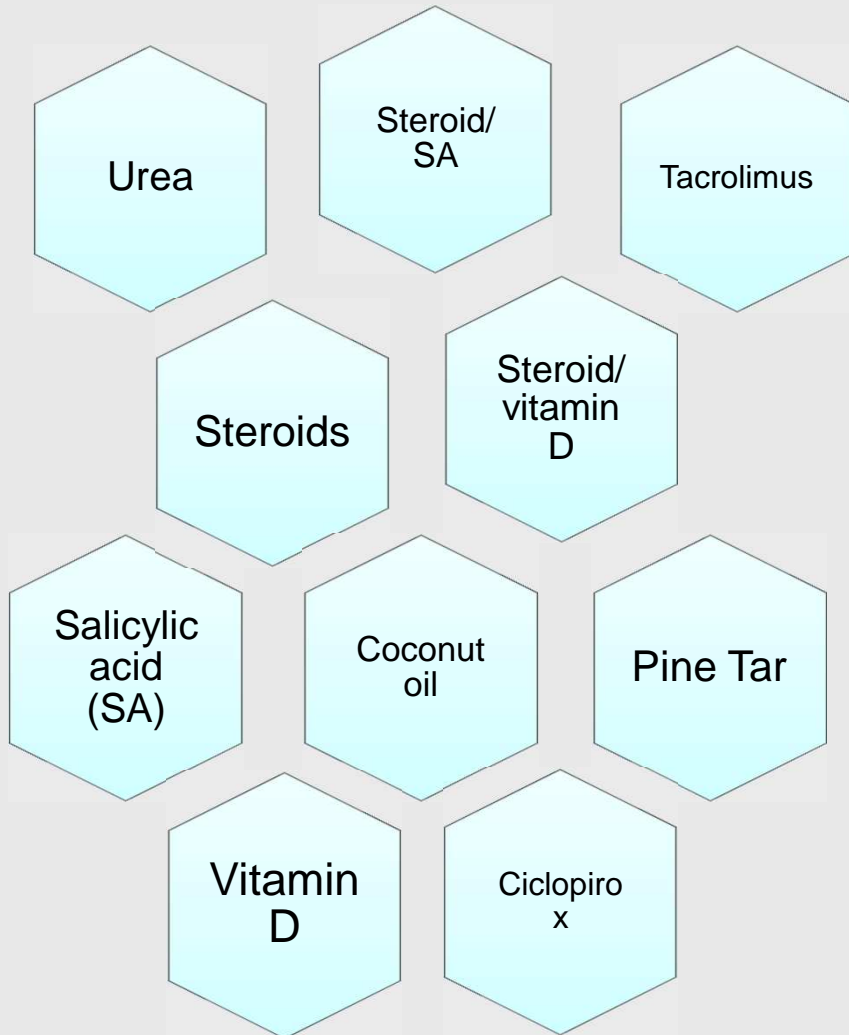 Urea
Steroid/
SA
Tacrolimus
Steroids
Steroid/
vitamin
D
Salicylic
acid
(SA)
Coconut
oil
Pine Tar
Vitamin
D
Ciclopiro
x